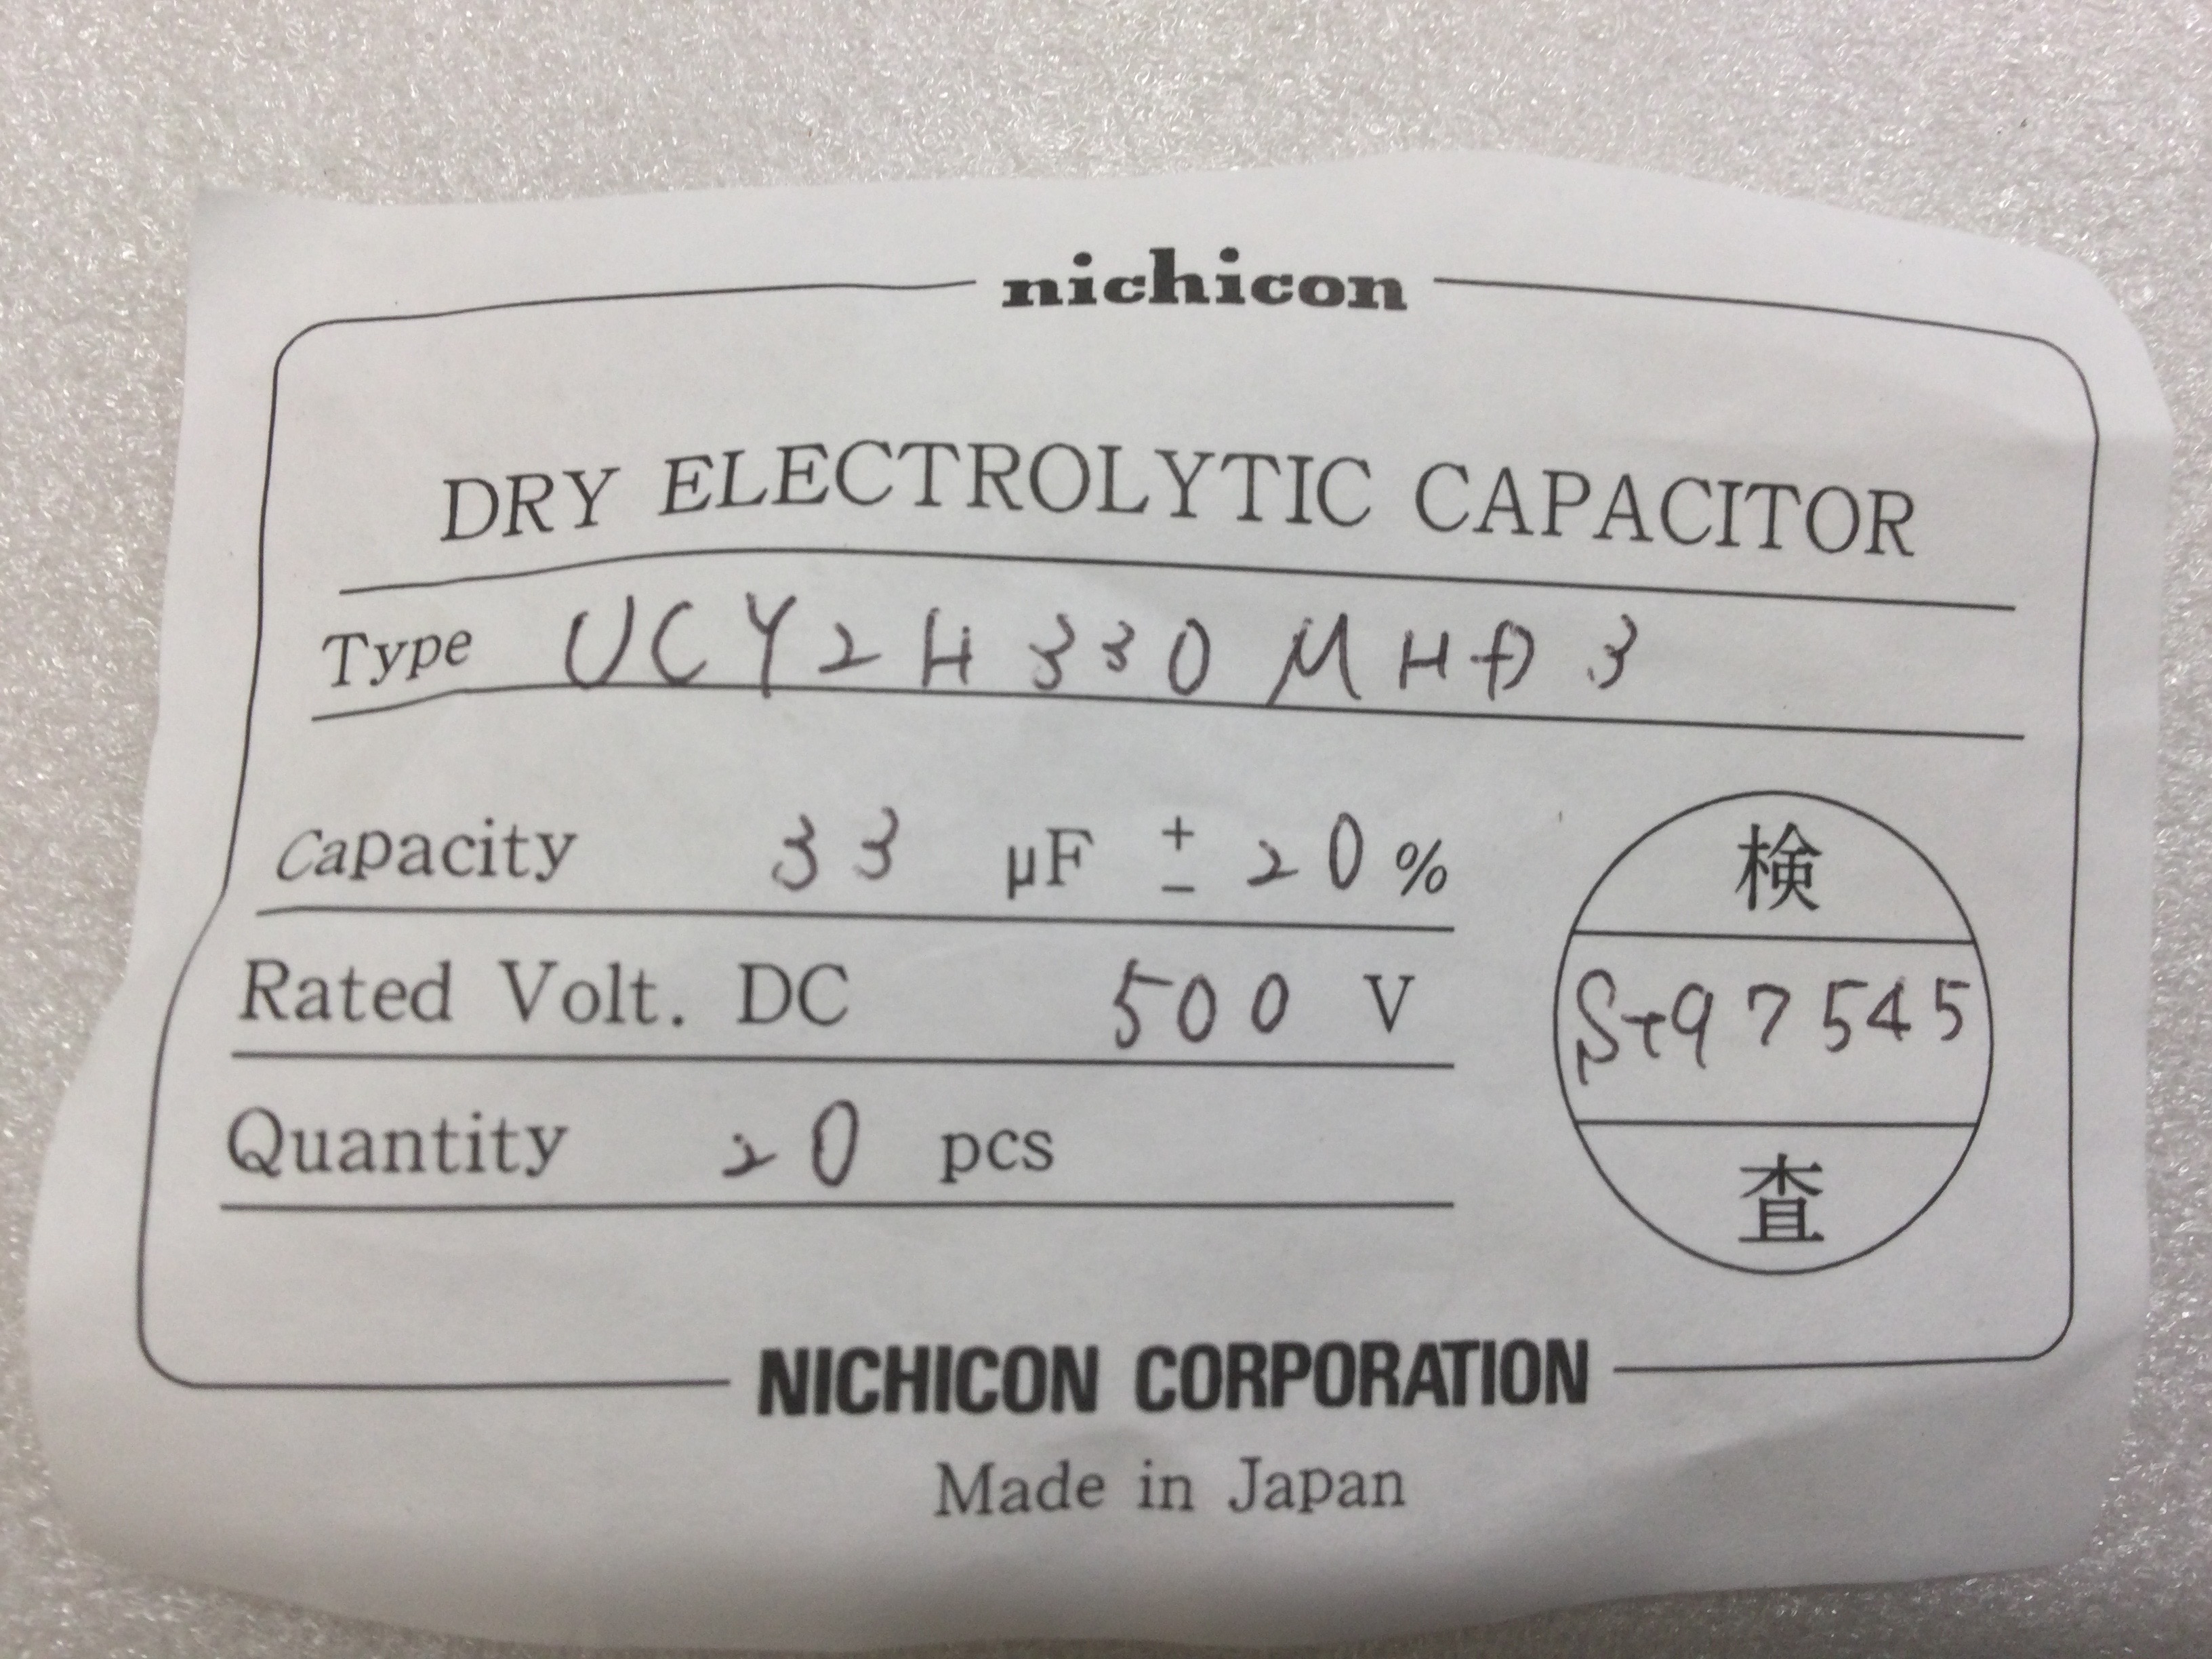 nichicon
DRY ELECTROLYTIC CAPACITOR
Type UCY2H330MHD3
Capacity 33 μF ± 20 %
Rated Volt. DC 500 V
Quantity 20 pcs
検
97545
査
NICHICON CORPORATION
Made in Japan